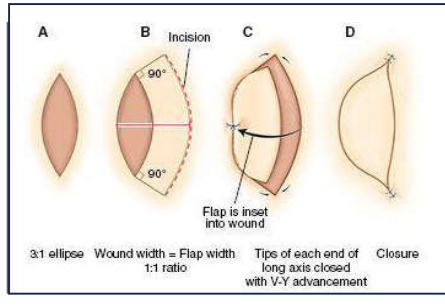 A B C D
Incision
90°
90°
Flap is inset
into wound
3:1 ellipse
Wound width = Flap width
1:1 ratio
Tips of each end of
long axis closed
with V-Y advancement
Closure